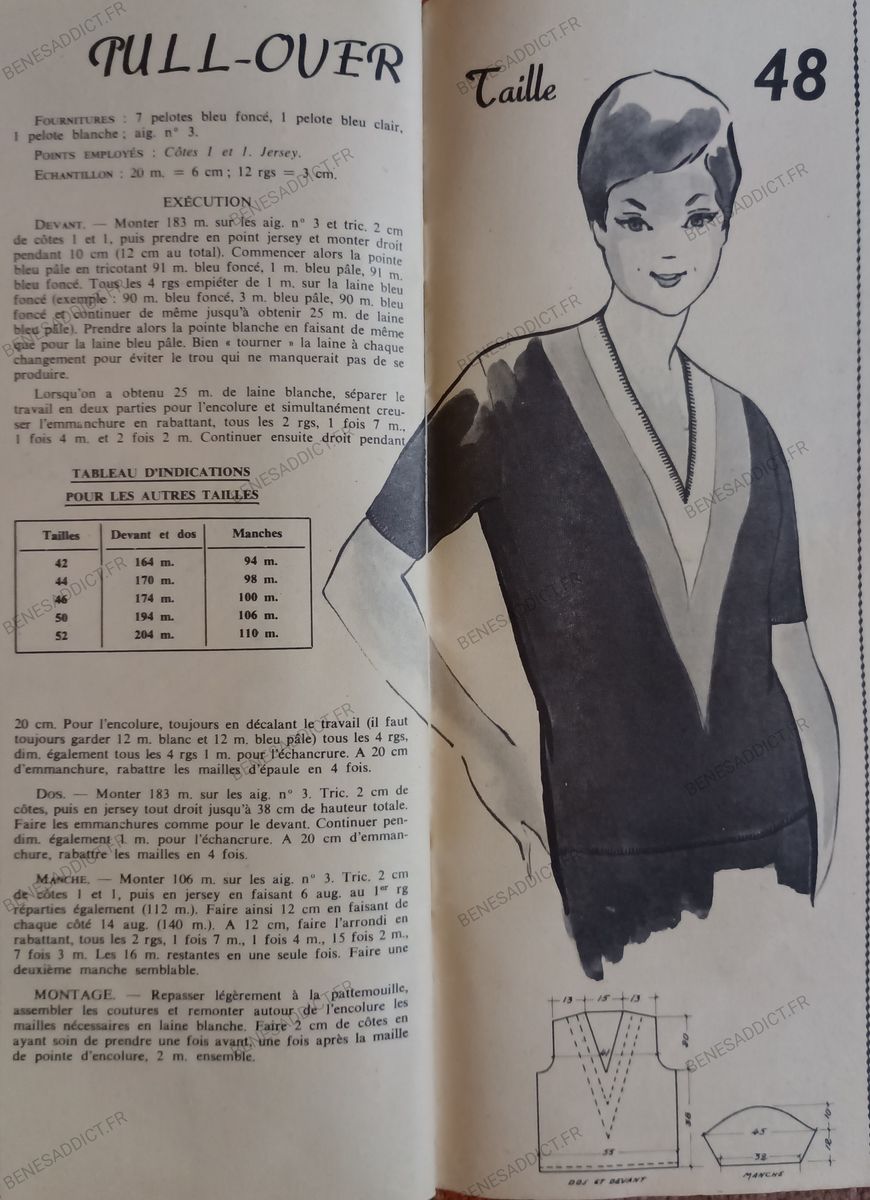 PULL-OVER
FOURNITURES : 7 pelotes bleu foncé, 1 pelote bleu clair,
1 pelote blanche ; aig. n° 3.
POINTS EMPLOYÉS : Côtes 1 et 1. Jersey.
ECHANTILLON : 20 m. = 6 cm ; 12 rgs = 3 cm.
EXÉCUTION
DEVANT. — Monter 183 m. sur les aig. n° 3 et tric. 2 cm
de côtes 1 et 1, puis prendre en point jersey et monter droit
pendant 10 cm (12 cm au total). Commencer alors la pointe
bleu pâle en tricotant 91 m. bleu foncé, 1 m. bleu pâle, 91 m.
bleu foncé. Tous les 4 rgs empiéter de 1 m. sur la laine bleu
foncé (exemple : 90 m. bleu foncé, 3 m. bleu pâle, 90 m. bleu
foncé et continuer de même jusqu'à obtenir 25 m. de laine
bleu pâle). Prendre alors la pointe blanche en faisant de même
que pour la laine bleu pâle. Bien « tourner » la laine à chaque
changement pour éviter le trou qui ne manquerait pas de se
produire.
Lorsqu'on a obtenu 25 m. de laine blanche, séparer le
travail en deux parties pour l'encolure et simultanément creu-
ser l'emmanchure en rabattant, tous les 2 rgs, 1 fois 7 m.,
1 fois 4 m. et 2 fois 2 m. Continuer ensuite droit pendant
TABLEAU D'INDICATIONS
POUR LES AUTRES TAILLES
Tailles Devant et dos Manches
42 164 m. 94 m.
44 170 m. 98 m.
46 174 m. 100 m.
50 194 m. 106 m.
52 204 m. 110 m.
20 cm. Pour l'encolure, toujours en décalant le travail (il faut
toujours garder 12 m. blanc et 12 m. bleu pâle) tous les 4 rgs,
dim. également tous les 4 rgs 1 m. pour l'échancrure. A 20 cm
d'emmanchure, rabattre les mailles d'épaule en 4 fois.
DOS. — Monter 183 m. sur les aig. n° 3. Tric. 2 cm de
côtes, puis en jersey tout droit jusqu'à 38 cm de hauteur totale.
Faire les emmanchures comme pour le devant. Continuer pen-
dim. également 1 m. pour l'échancrure. A 20 cm d'emman-
chure, rabattre les mailles en 4 fois.
MANCHE. — Monter 106 m. sur les aig. n° 3. Tric. 2 cm
de côtes 1 et 1, puis en jersey en faisant 6 aug. au 1er rg
réparties également (112 m.). Faire ainsi 12 cm en faisant de
chaque côté 14 aug. (140 m.). A 12 cm, faire l'arrondi en
rabattant, tous les 2 rgs, 1 fois 7 m., 1 fois 4 m., 15 fois 2 m.,
7 fois 3 m. Les 16 m. restantes en une seule fois. Faire une
deuxième manche semblable.
MONTAGE. — Repasser légèrement à la pattemouille,
assembler les coutures et remonter autour de l'encolure les
mailles nécessaires en laine blanche. Faire 2 cm de côtes en
ayant soin de prendre une fois avant, une fois après la maille
de pointe d'encolure, 2 m. ensemble.
Taille 48
13 15 13
20
41
38
55
DOS ET DEVANT
10
45
12
38
MANCHE
BENESADDICT.FR